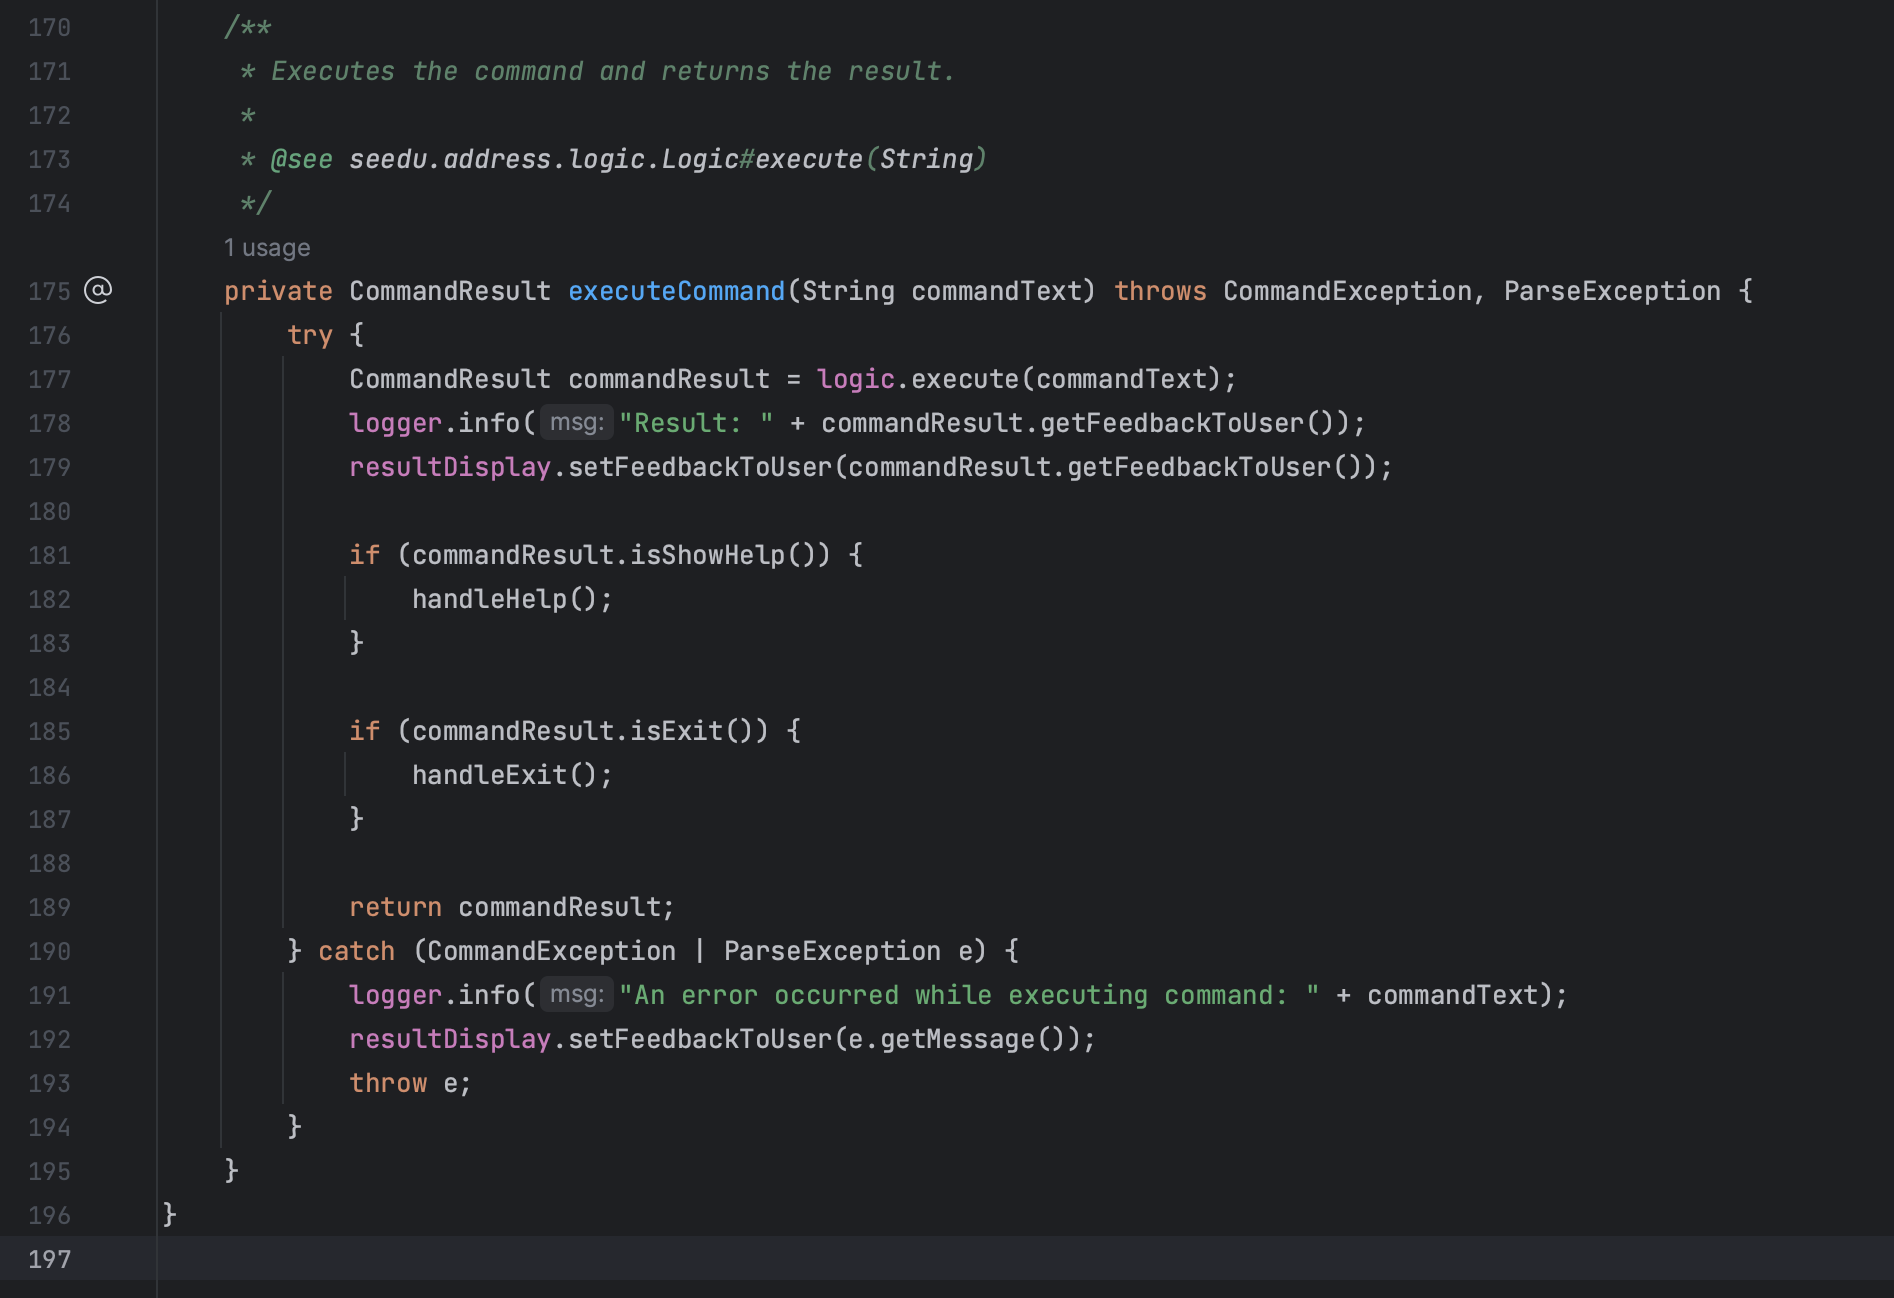 170 /**
171 * Executes the command and returns the result.
172 *
173 * @see seedu.address.logic.Logic#execute(String)
174 */
1 usage
175 @ private CommandResult executeCommand(String commandText) throws CommandException, ParseException {
176 try {
177 CommandResult commandResult = logic.execute(commandText);
178 logger.info( msg: "Result: " + commandResult.getFeedbackToUser());
179 resultDisplay.setFeedbackToUser(commandResult.getFeedbackToUser());
180
181 if (commandResult.isShowHelp()) {
182 handleHelp();
183 }
184
185 if (commandResult.isExit()) {
186 handleExit();
187 }
188
189 return commandResult;
190 } catch (CommandException | ParseException e) {
191 logger.info( msg: "An error occurred while executing command: " + commandText);
192 resultDisplay.setFeedbackToUser(e.getMessage());
193 throw e;
194 }
195 }
196 }
197